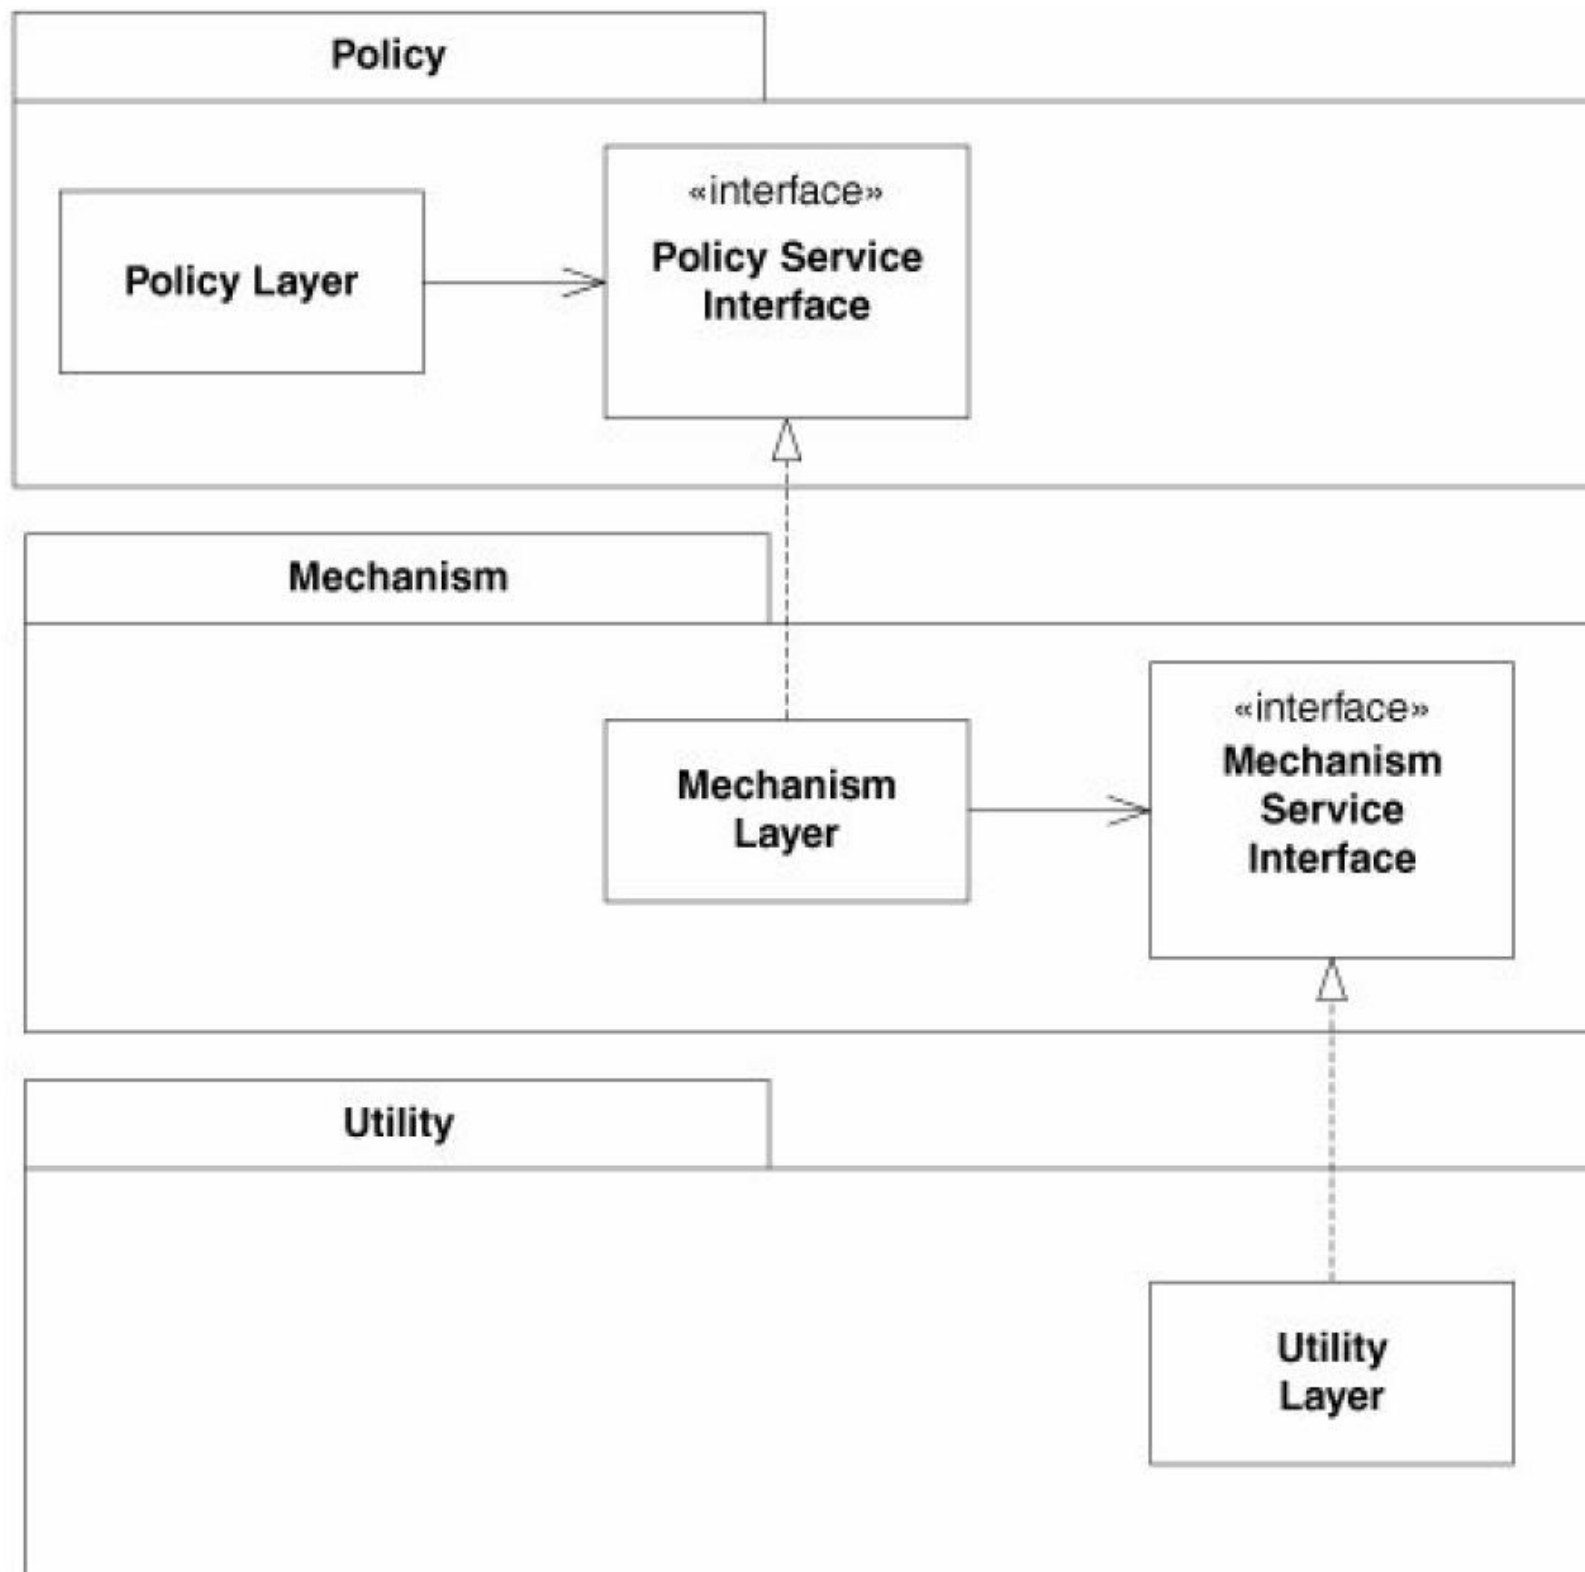 Policy
«interface»
Policy Layer
Policy Service
Interface
Mechanism
«interface»
Mechanism
Layer
Mechanism
Service
Interface
Utility
Utility
Layer